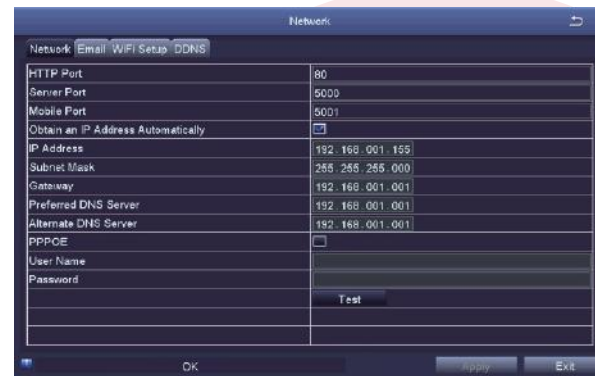 Network
Network Email WiFi Setup DDNS
HTTP Port 80
Server Port 5000
Mobile Port 5001
Obtain an IP Address Automatically
IP Address 192.168.001.155
Subnet Mask 255.255.255.000
Gateway 192.168.001.001
Preferred DNS Server 192.168.001.001
Alternate DNS Server 192.168.001.001
PPPOE
User Name
Password
Test
OK Apply Exit